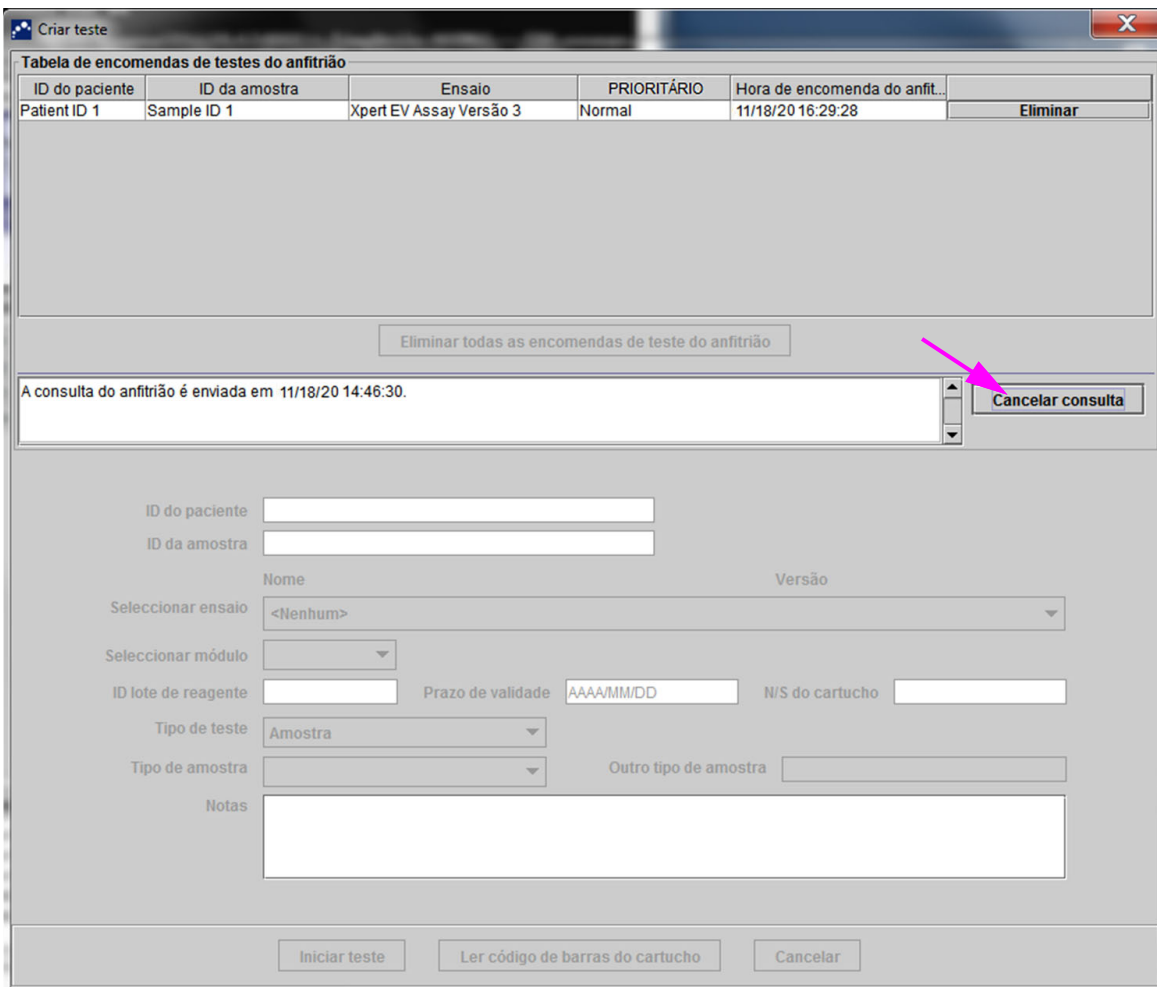 Criar teste
Tabela de encomendas de testes do anfitrião
ID do paciente ID da amostra Ensaio PRIORITÁRIO Hora de encomenda do anfit...
Patient ID 1 Sample ID 1 Xpert EV Assay Versão 3 Normal 11/18/20 16:29:28 Eliminar
Eliminar todas as encomendas de teste do anfitrião
A consulta do anfitrião é enviada em 11/18/20 14:46:30.
Cancelar consulta
ID do paciente
ID da amostra
Nome Versão
Seleccionar ensaio <Nenhum>
Seleccionar módulo
ID lote de reagente Prazo de validade AAAA/MM/DD N/S do cartucho
Tipo de teste Amostra
Tipo de amostra Outro tipo de amostra
Notas
Iniciar teste Ler código de barras do cartucho Cancelar